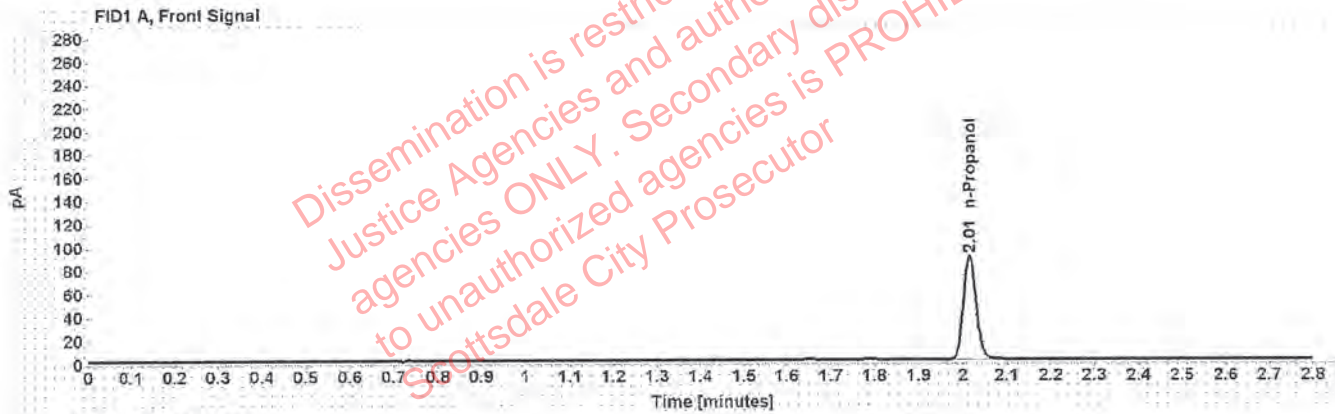 FID1 A, Front Signal
280
260
240
220
200
180
160
140
120
100
80
60
40
20
0
pA
2.01 n-Propanol
0 0.1 0.2 0.3 0.4 0.5 0.6 0.7 0.8 0.9 1 1.1 1.2 1.3 1.4 1.5 1.6 1.7 1.8 1.9 2 2.1 2.2 2.3 2.4 2.5 2.6 2.7 2.8
Time [minutes]
Dissemination is
Justice Agencies and
agencies ONLY. Secondary
to unauthorized agencies is
Scottsdale City Prosecutor